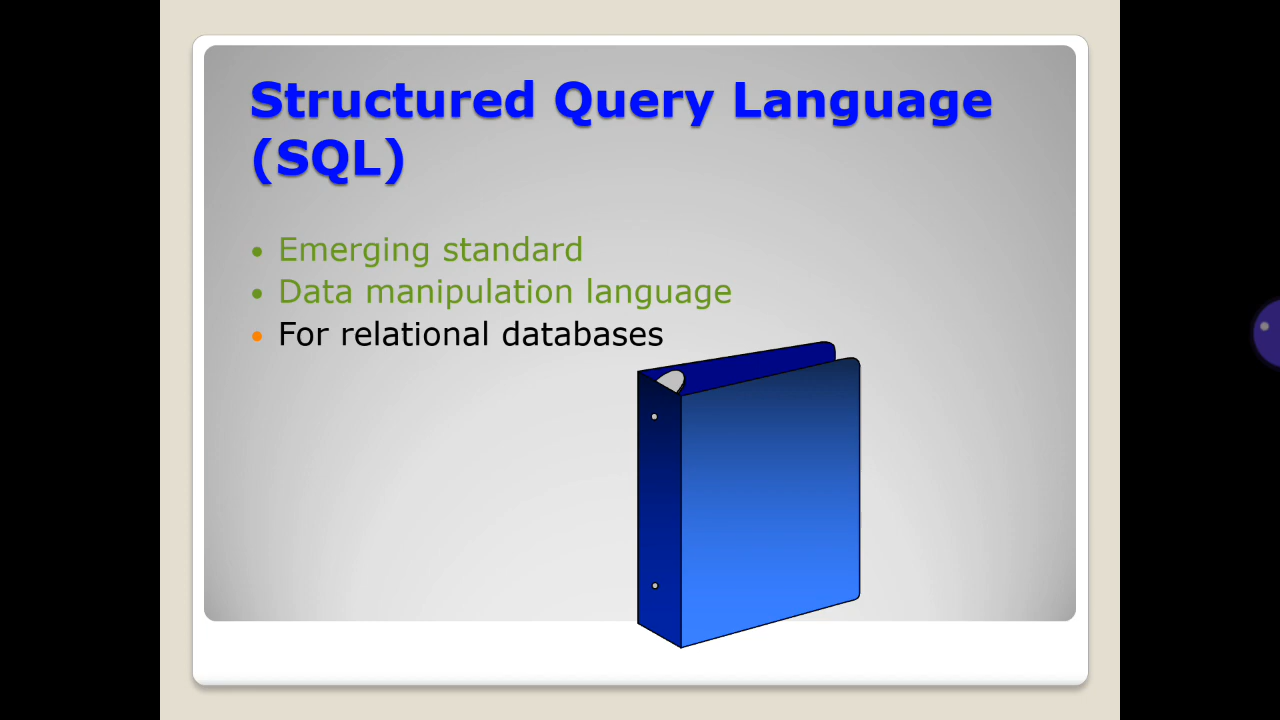 Structured Query Language
(SQL)
• Emerging standard
• Data manipulation language
• For relational databases